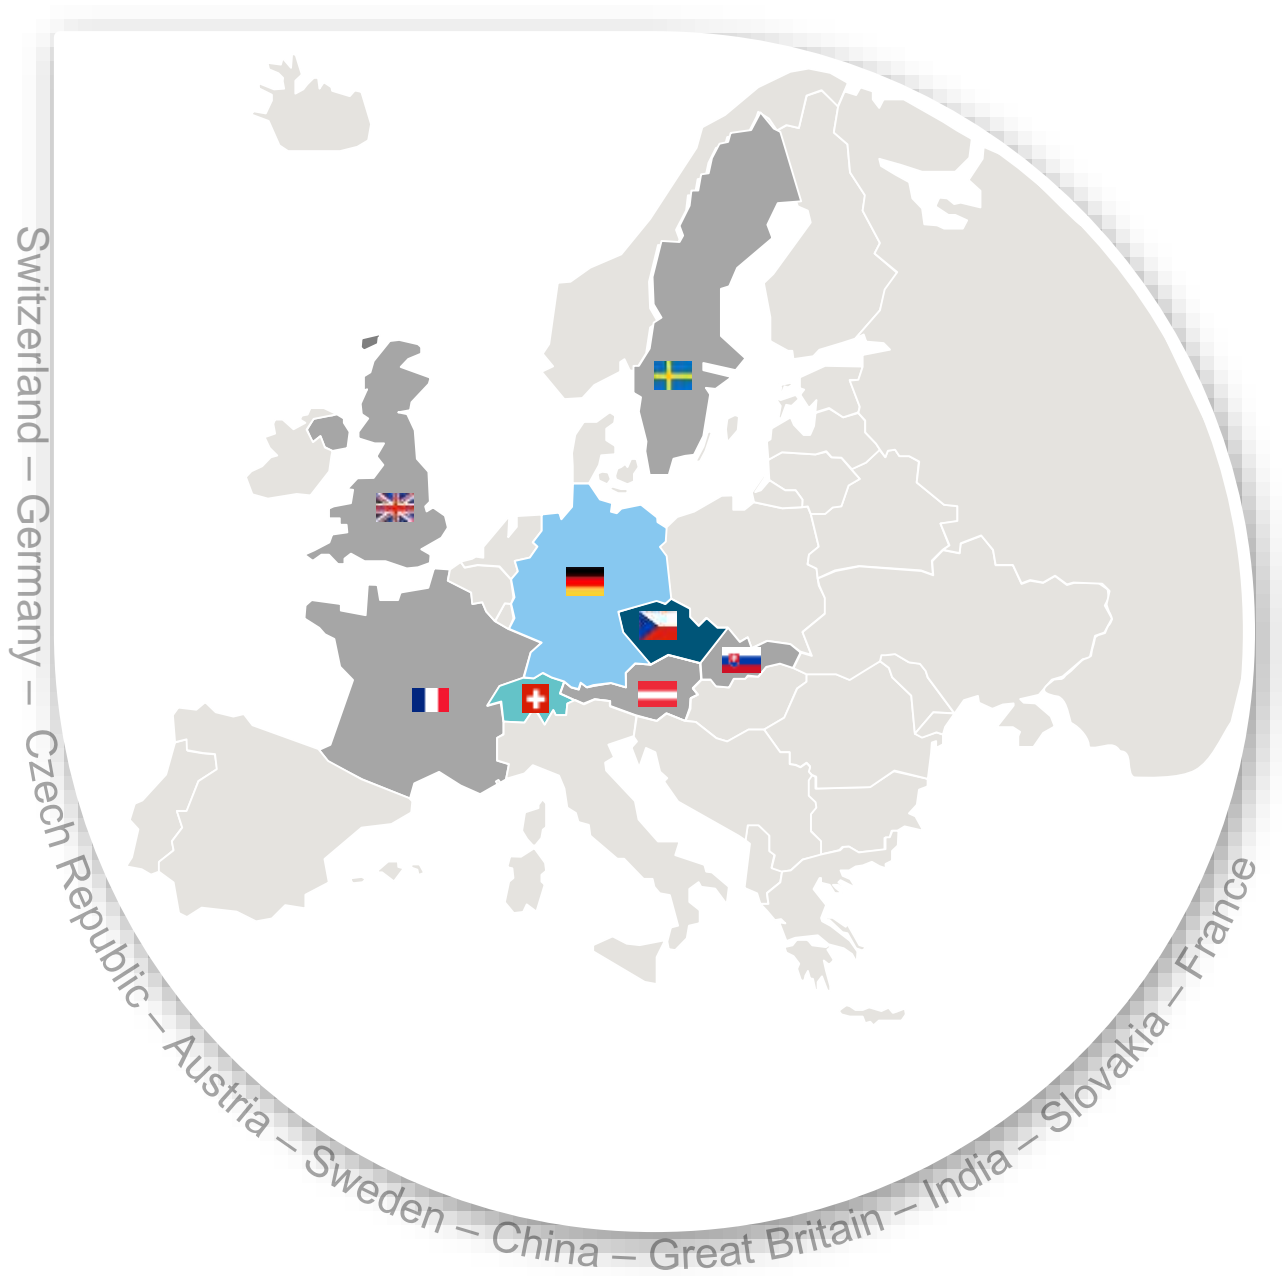 Switzerland – Germany – Czech Republic – Austria – Sweden – China – Great Britain – India – Slovakia – France